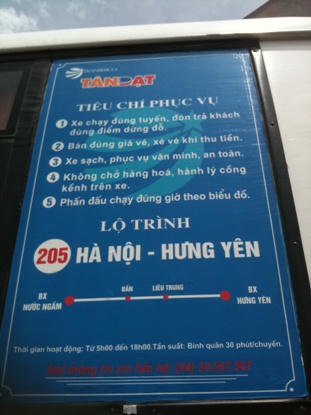 TÂN ĐẠT
TIÊU CHÍ PHỤC VỤ
1 Xe chạy đúng tuyến, đón trả khách
đúng điểm dừng đỗ.
2 Bán đúng giá vé, xé vé khi thu tiền.
3 Xe sạch, phục vụ văn minh, an toàn.
4 Không chở hàng hoá, hành lý cồng
kềnh trên xe.
5 Phấn đấu chạy đúng giờ theo biểu đồ.
LỘ TRÌNH
205 HÀ NỘI - HƯNG YÊN
BX
NƯỚC NGẦM
BẦN
LIÊU TRUNG
BX
HƯNG YÊN
Thời gian hoạt động: Từ 5h00 đến 18h00.Tần suất: Bình quân 30 phút/chuyến.